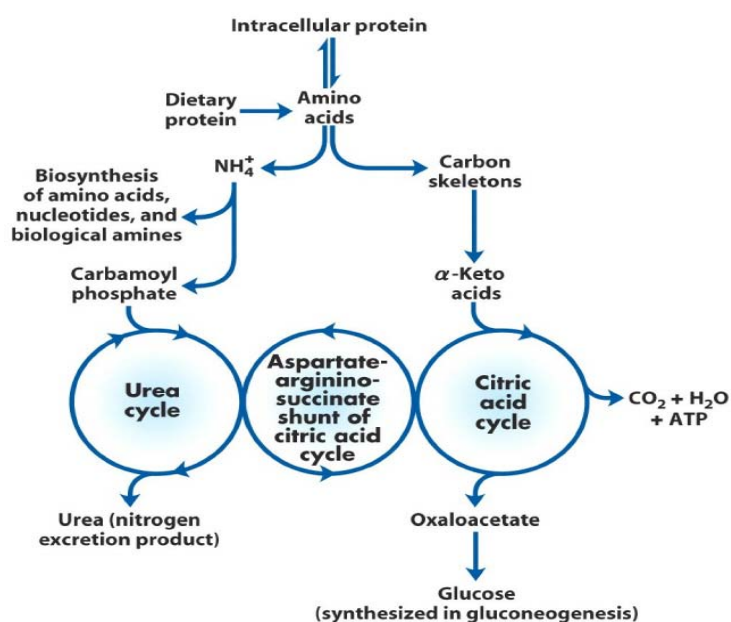 Intracellular protein
Dietary
protein
Amino
acids
NH₄⁺
Carbon
skeletons
Biosynthesis
of amino acids,
nucleotides, and
biological amines
Carbamoyl
phosphate
α-Keto
acids
Urea
cycle
Aspartate-
arginino-
succinate
shunt of
citric acid
cycle
Citric
acid
cycle
CO₂ + H₂O
+ ATP
Urea (nitrogen
excretion product)
Oxaloacetate
Glucose
(synthesized in gluconeogenesis)